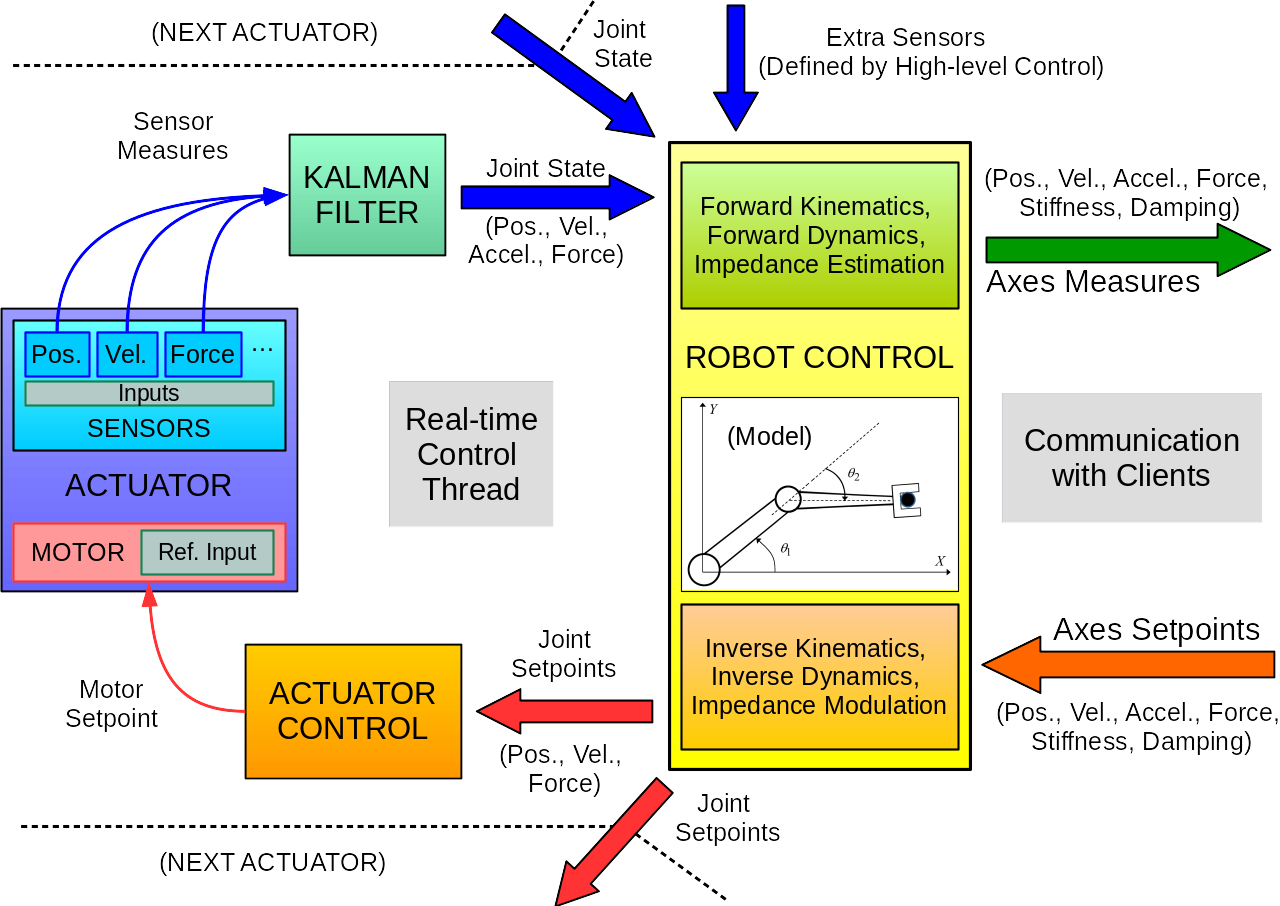 (NEXT ACTUATOR)
Joint
State
Extra Sensors
(Defined by High-level Control)
Sensor
Measures
KALMAN
FILTER
Joint State
(Pos., Vel.,
Accel., Force)
Forward Kinematics,
Forward Dynamics,
Impedance Estimation
(Pos., Vel., Accel., Force,
Stiffness, Damping)
Axes Measures
Pos.
Vel.
Force
...
Inputs
SENSORS
ACTUATOR
MOTOR
Ref. Input
Real-time
Control
Thread
ROBOT CONTROL
(Model)
Y
θ2
θ1
X
Communication
with Clients
Inverse Kinematics,
Inverse Dynamics,
Impedance Modulation
Axes Setpoints
(Pos., Vel., Accel., Force,
Stiffness, Damping)
Joint
Setpoints
(Pos., Vel.,
Force)
Motor
Setpoint
ACTUATOR
CONTROL
Joint
Setpoints
(NEXT ACTUATOR)